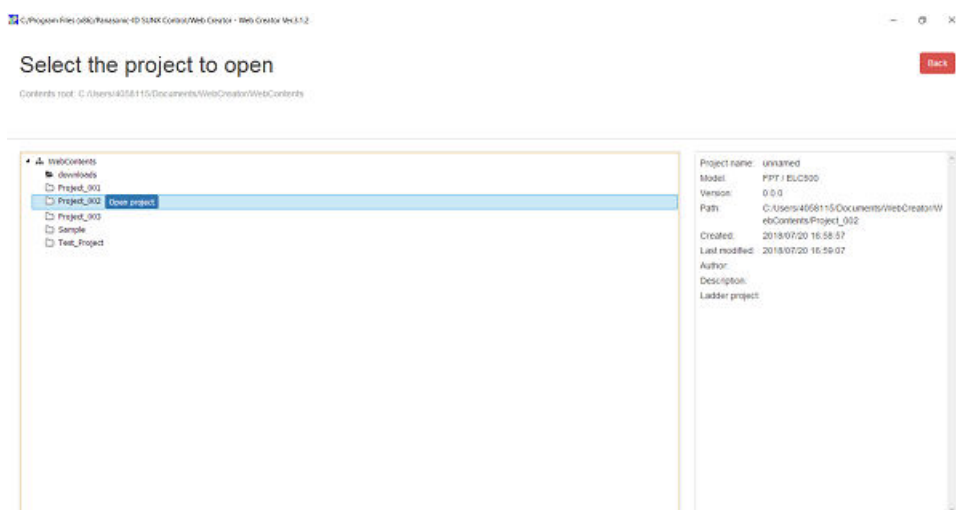 C:/Program Files (x86)/Panasonic-ID SUNX Control/Web Creator - Web Creator Ver.3.1.2
Select the project to open
Back
Contents root: C:/Users/4058115/Documents/WebCreator/WebContents
WebContents
downloads
Project_001
Project_002 Open project
Project_003
Sample
Test_Project
Project name: unnamed
Model: FP7 / ELC500
Version: 0.0.0
Path: C:/Users/4058115/Documents/WebCreator/W
ebContents/Project_002
Created: 2018/07/20 16:58:57
Last modified: 2018/07/20 16:59:07
Author:
Description:
Ladder project: